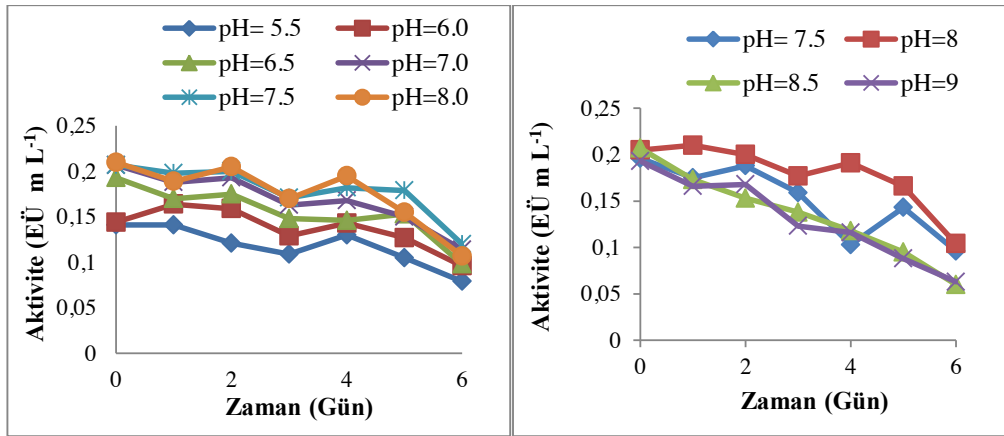 pH= 5.5 pH=6.0
pH=6.5 pH=7.0
pH=7.5 pH=8.0
0,25
0,2
0,15
0,1
0,05
0
Aktivite (EÜ m L⁻¹)
0 2 4 6
Zaman (Gün)
pH= 7.5 pH=8
pH=8.5 pH=9
0,25
0,2
0,15
0,1
0,05
0
Aktivite (EÜ m L⁻¹)
0 2 4 6
Zaman (Gün)